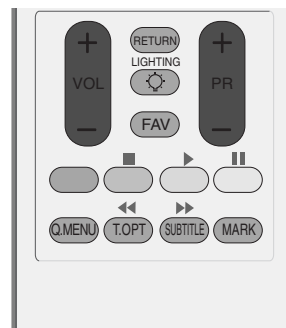 + RETURN +
LIGHTING
VOL PR
FAV
− −
Q.MENU T.OPT SUBTITLE MARK